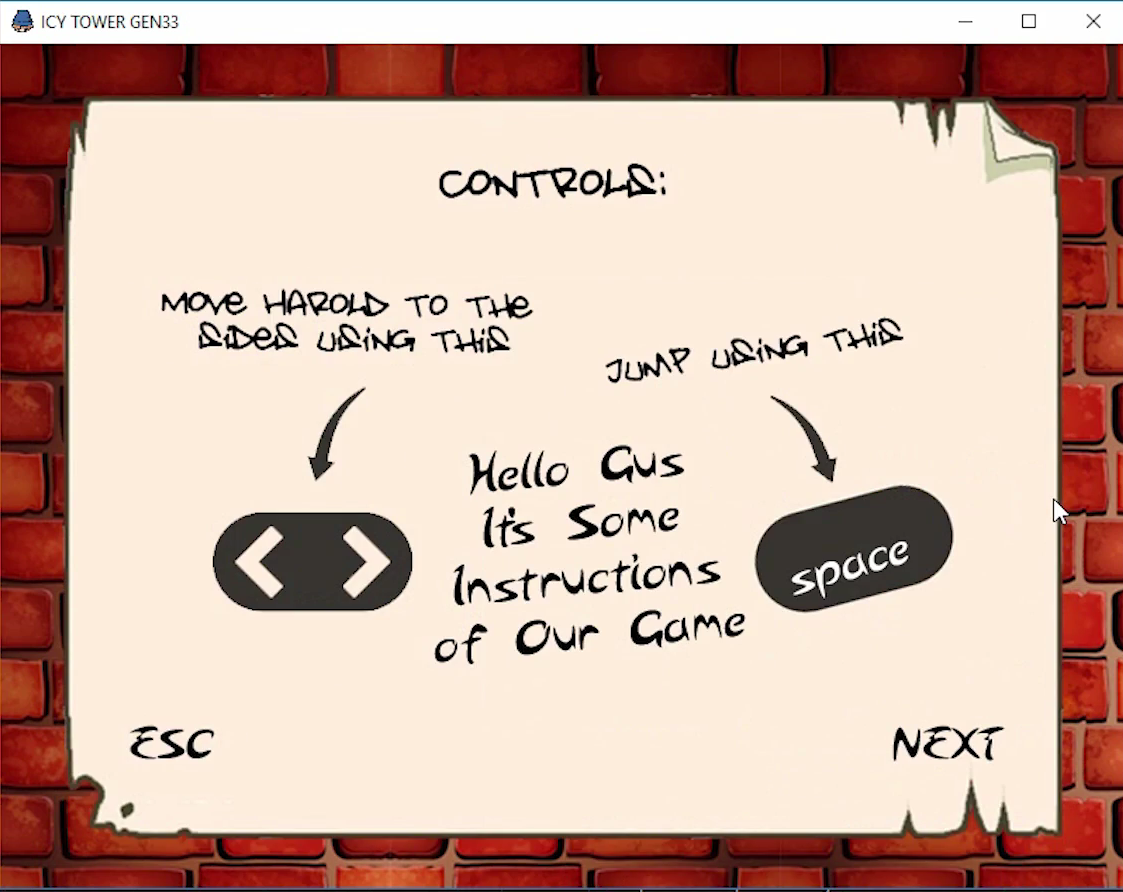 ICY TOWER GEN33
CONTROLS:
MOVE HAROLD TO THE
SIDES USING THIS
JUMP USING THIS
Hello Gus
It's Some
Instructions
of Our Game
space
ESC
NEXT